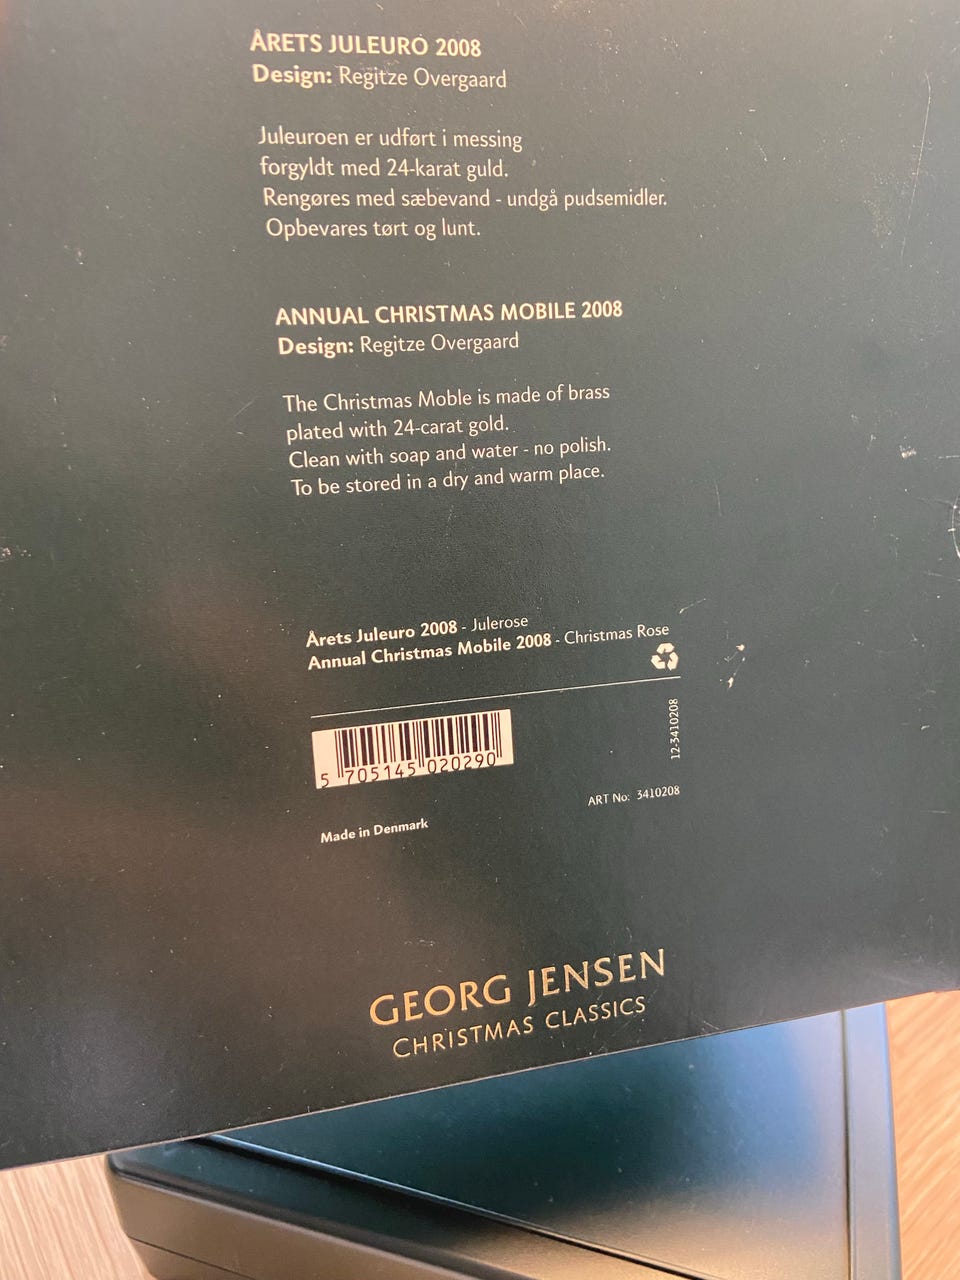 ÅRETS JULEURO 2008
Design: Regitze Overgaard
Juleuroen er udført i messing
forgyldt med 24-karat guld.
Rengøres med sæbevand - undgå pudsemidler.
Opbevares tørt og lunt.
ANNUAL CHRISTMAS MOBILE 2008
Design: Regitze Overgaard
The Christmas Moble is made of brass
plated with 24-carat gold.
Clean with soap and water - no polish.
To be stored in a dry and warm place.
Årets Juleuro 2008 - Julerose
Annual Christmas Mobile 2008 - Christmas Rose
12-3410208
5 705145 020290
ART No: 3410208
Made in Denmark
GEORG JENSEN
CHRISTMAS CLASSICS